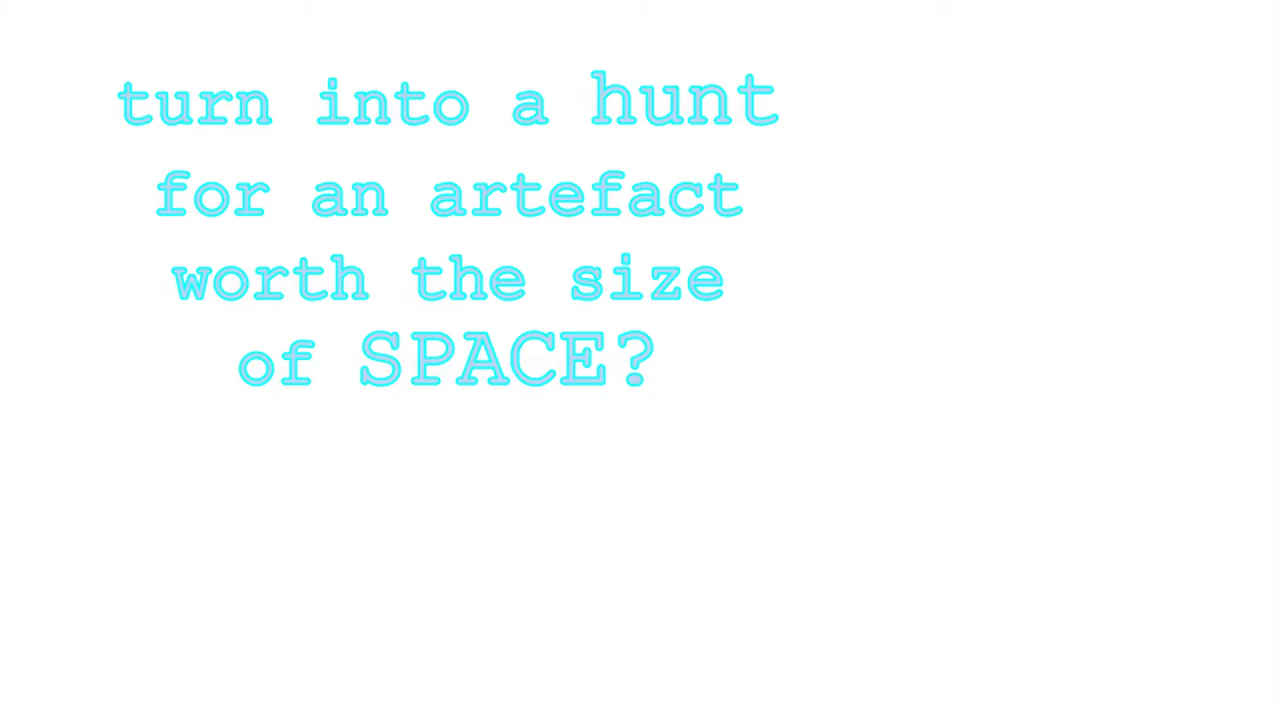 turn into a hunt
for an artefact
worth the size
of SPACE?